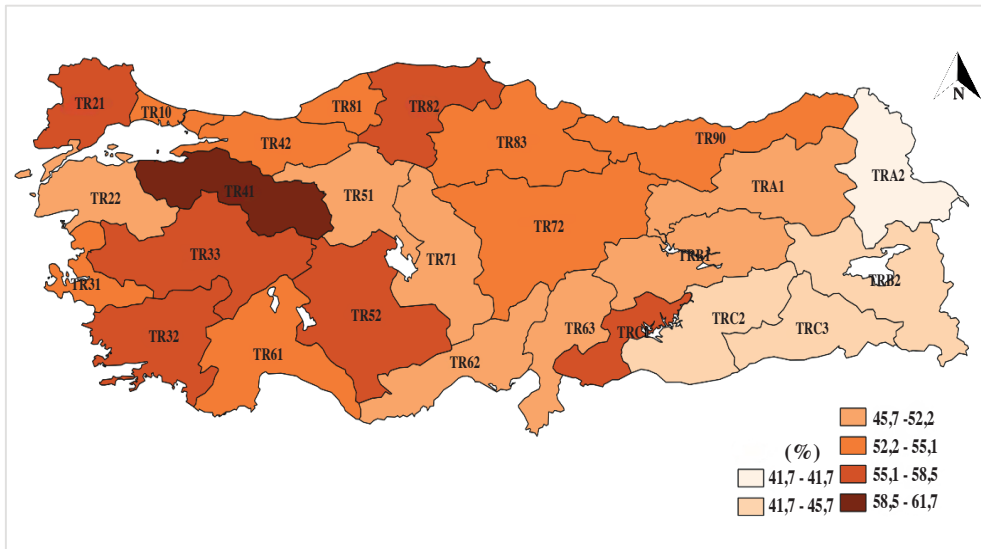 TR21
TR10
TR81
TR82
TR42
TR83
TR90
TRA1
TRA2
TR22
TR41
TR51
TR72
TR33
TR71
TRB1
TRB2
TR31
TR32
TR52
TR61
TR62
TR63
TRC1
TRC2
TRC3
N
(%)
41,7 - 41,7
41,7 - 45,7
45,7 -52,2
52,2 - 55,1
55,1 - 58,5
58,5 - 61,7